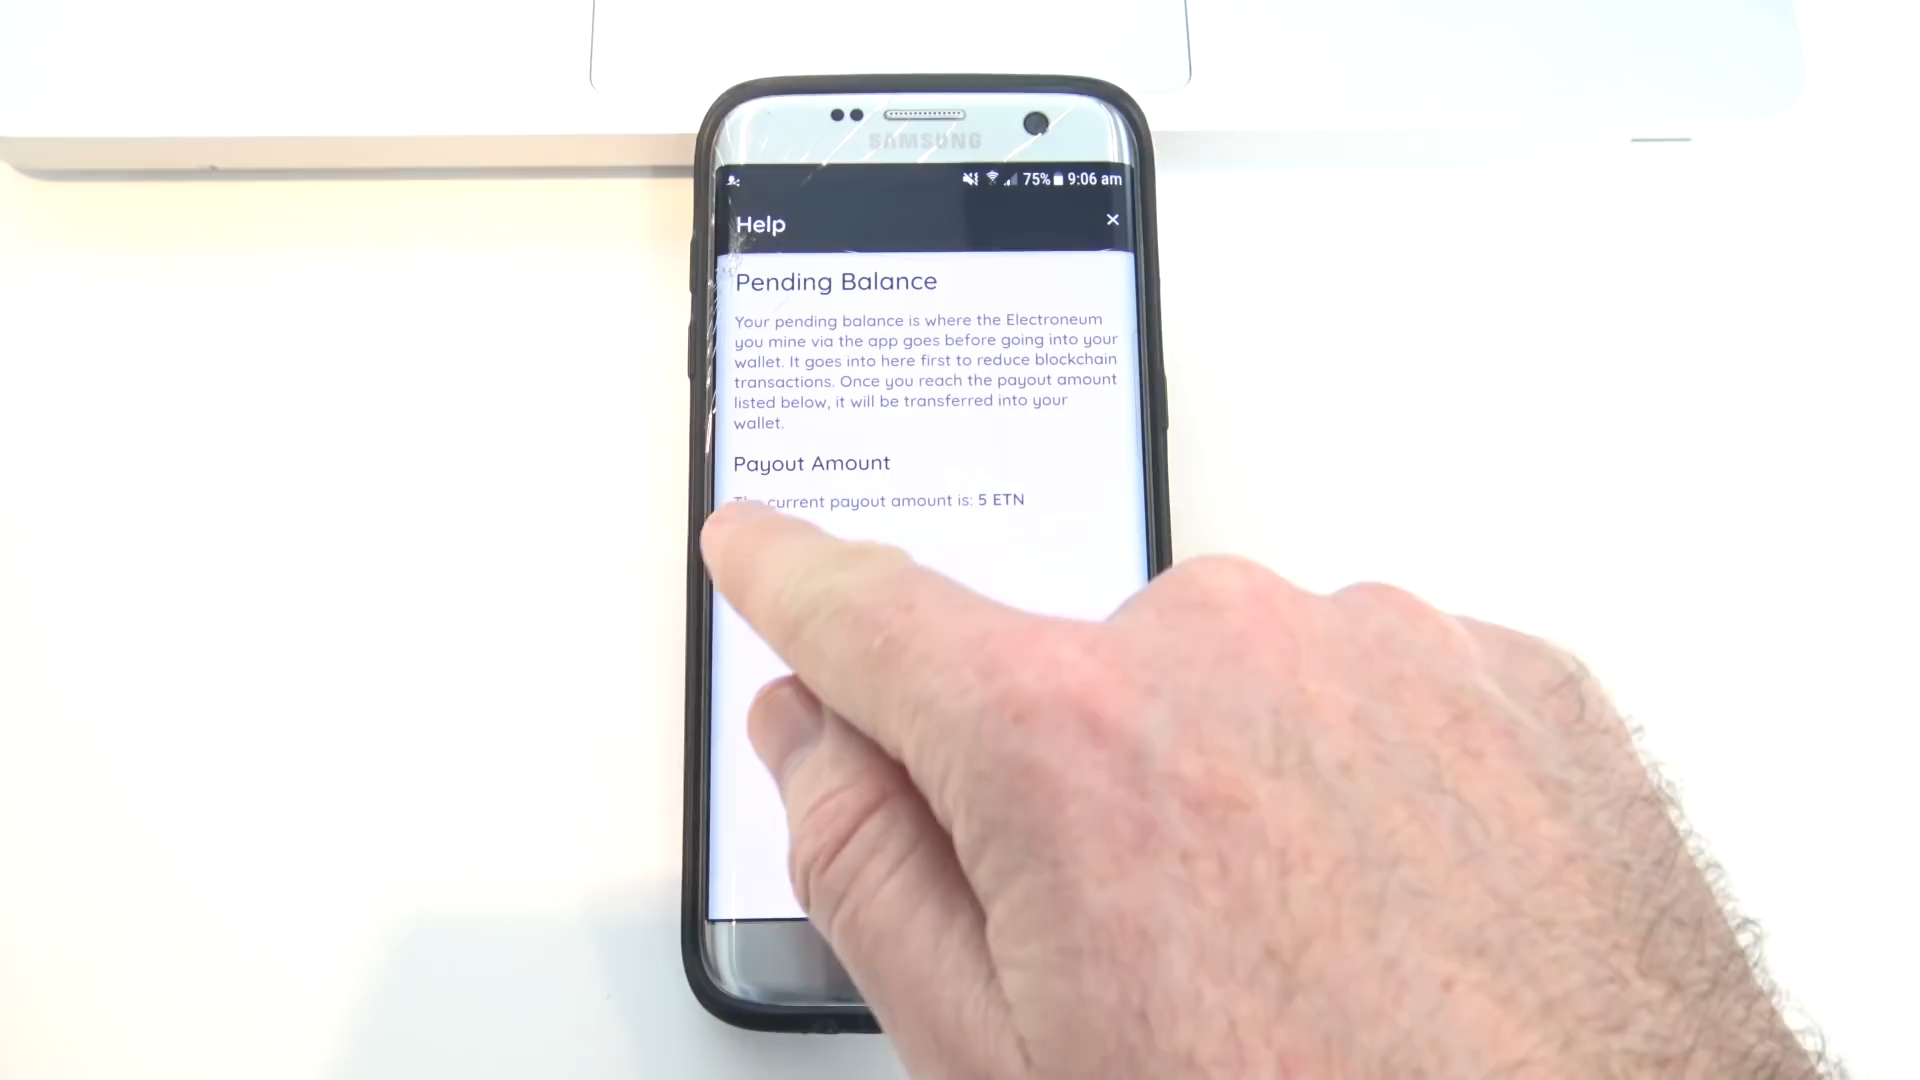 SAMSUNG
75% 9:06 am
Help
Pending Balance
Your pending balance is where the Electroneum
you mine via the app goes before going into your
wallet. It goes into here first to reduce blockchain
transactions. Once you reach the payout amount
listed below, it will be transferred into your
wallet.
Payout Amount
The current payout amount is: 5 ETN